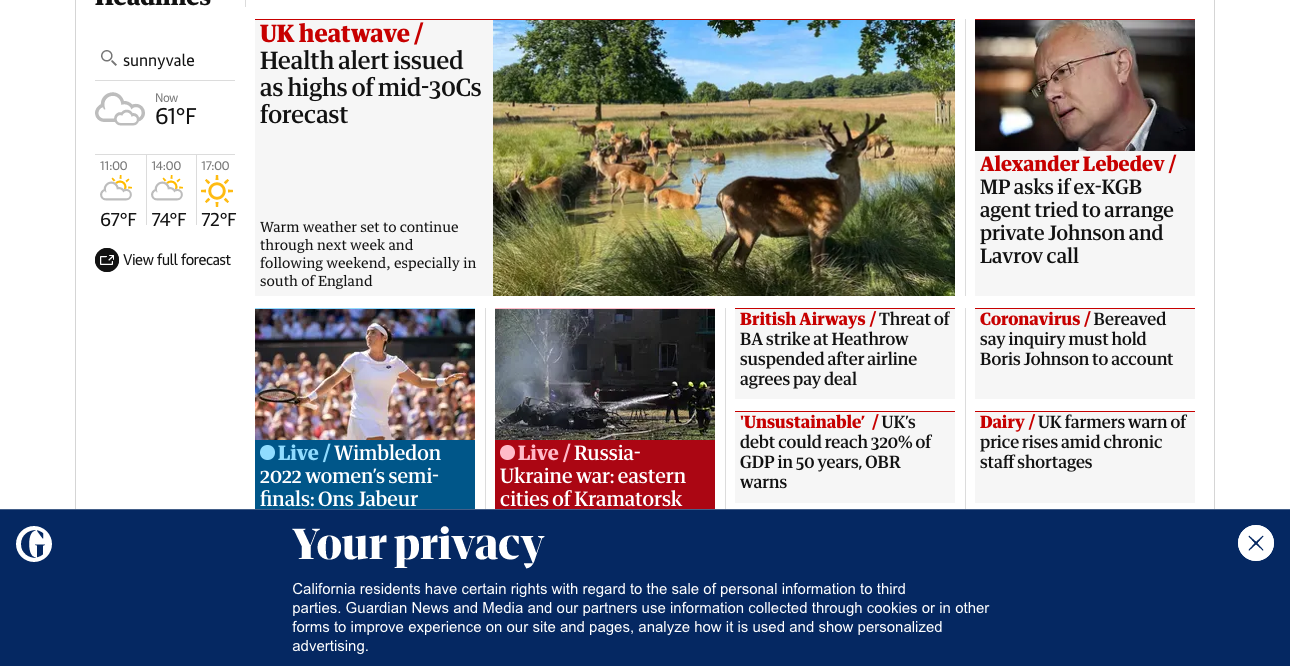 Headlines
sunnyvale
Now
61°F
11:00
14:00
17:00
67°F
74°F
72°F
View full forecast
UK heatwave /
Health alert issued
as highs of mid-30Cs
forecast
Warm weather set to continue
through next week and
following weekend, especially in
south of England
Alexander Lebedev /
MP asks if ex-KGB
agent tried to arrange
private Johnson and
Lavrov call
Live / Wimbledon
2022 women’s semi-
finals: Ons Jabeur
Live / Russia-
Ukraine war: eastern
cities of Kramatorsk
British Airways / Threat of
BA strike at Heathrow
suspended after airline
agrees pay deal
'Unsustainable’ / UK’s
debt could reach 320% of
GDP in 50 years, OBR
warns
Coronavirus / Bereaved
say inquiry must hold
Boris Johnson to account
Dairy / UK farmers warn of
price rises amid chronic
staff shortages
G
Your privacy
California residents have certain rights with regard to the sale of personal information to third
parties. Guardian News and Media and our partners use information collected through cookies or in other
forms to improve experience on our site and pages, analyze how it is used and show personalized
advertising.